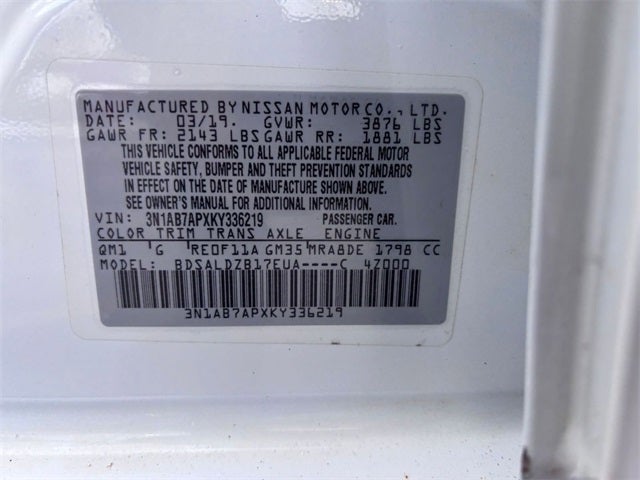 MANUFACTURED BY NISSAN MOTOR CO., LTD.
DATE: 03/19. GVWR: 3876 LBS
GAWR FR: 2143 LBS GAWR RR: 1881 LBS
THIS VEHICLE CONFORMS TO ALL APPLICABLE FEDERAL MOTOR
VEHICLE SAFETY, BUMPER AND THEFT PREVENTION STANDARDS
IN EFFECT ON THE DATE OF MANUFACTURE SHOWN ABOVE.
SEE OWNER'S MANUAL FOR ADDITIONAL INFORMATION.
VIN: 3N1AB7APXKY336219 PASSENGER CAR.
COLOR TRIM TRANS AXLE ENGINE
QM1 G RE0F11A GM35 MRA8DE 1798 CC
MODEL: BDSALDZB17EUA----C 4Z000
3N1AB7APXKY336219